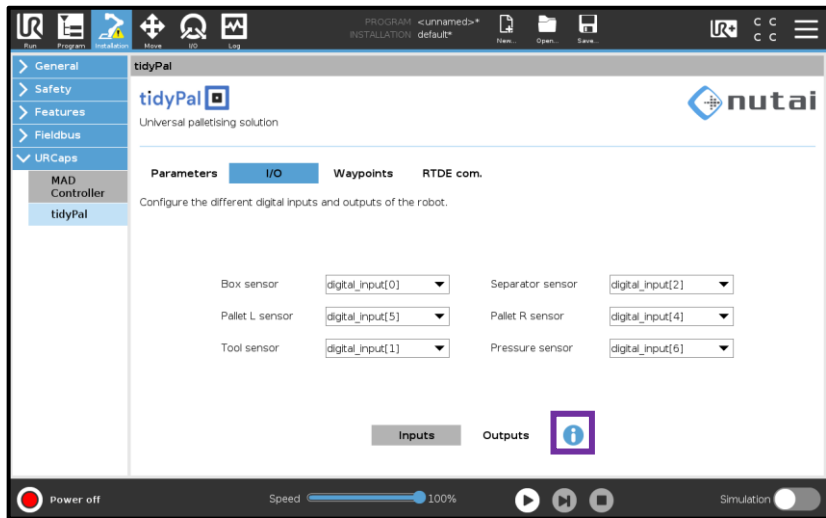 PROGRAM <unnamed>*
INSTALLATION default*
UR
UR+
C C
C C
Run Program Installation Move I/O Log New... Open... Save...
General
Safety
Features
Fieldbus
URCaps
MAD
Controller
tidyPal
tidyPal
tidyPal
nutai
Universal palletising solution
Parameters I/O Waypoints RTDE com.
Configure the different digital inputs and outputs of the robot.
Box sensor digital_input[0] Separator sensor digital_input[2]
Pallet L sensor digital_input[5] Pallet R sensor digital_input[4]
Tool sensor digital_input[1] Pressure sensor digital_input[6]
Inputs Outputs i
Power off Speed 100% Simulation